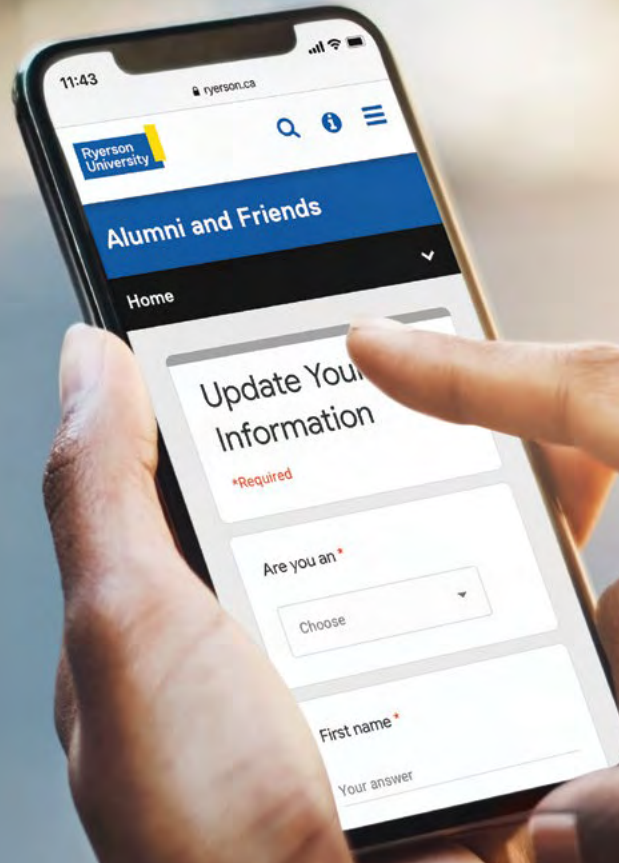 11:43
ryerson.ca
Ryerson
University
Alumni and Friends
Home
Update Your
Information
*Required
Are you an *
Choose
First name *
Your answer